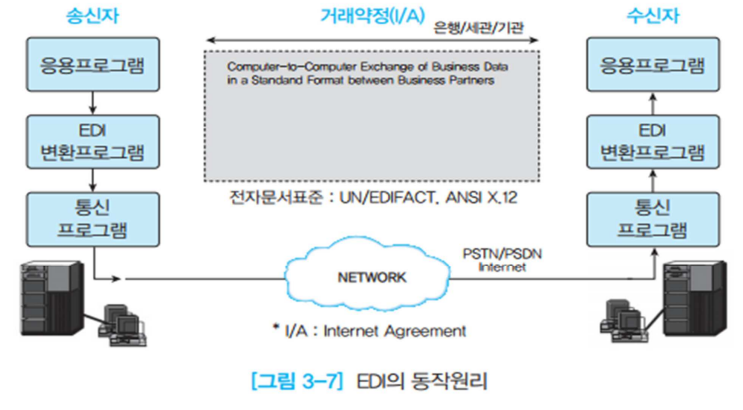 송신자
거래약정(I/A)
수신자
은행/세관/기관
응용프로그램
Computer-to-Computer Exchange of Business Data
in a Standand Format between Business Partners
응용프로그램
EDI
변환프로그램
EDI
변환프로그램
전자문서표준 : UN/EDIFACT, ANSI X.12
통신
프로그램
통신
프로그램
NETWORK
PSTN/PSDN
Internet
* I/A : Internet Agreement
[그림 3-7] EDI의 동작원리